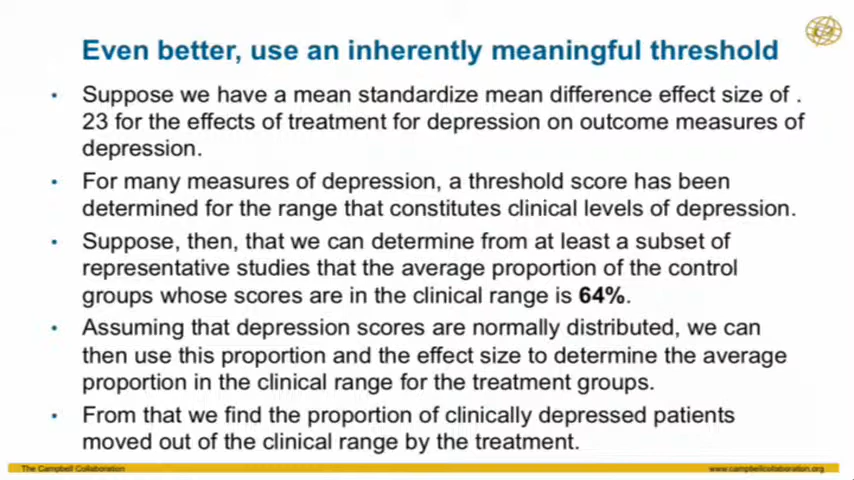 Even better, use an inherently meaningful threshold
• Suppose we have a mean standardize mean difference effect size of .
23 for the effects of treatment for depression on outcome measures of
depression.
• For many measures of depression, a threshold score has been
determined for the range that constitutes clinical levels of depression.
• Suppose, then, that we can determine from at least a subset of
representative studies that the average proportion of the control
groups whose scores are in the clinical range is 64%.
• Assuming that depression scores are normally distributed, we can
then use this proportion and the effect size to determine the average
proportion in the clinical range for the treatment groups.
• From that we find the proportion of clinically depressed patients
moved out of the clinical range by the treatment.
The Campbell Collaboration
www.campbellcollaboration.org